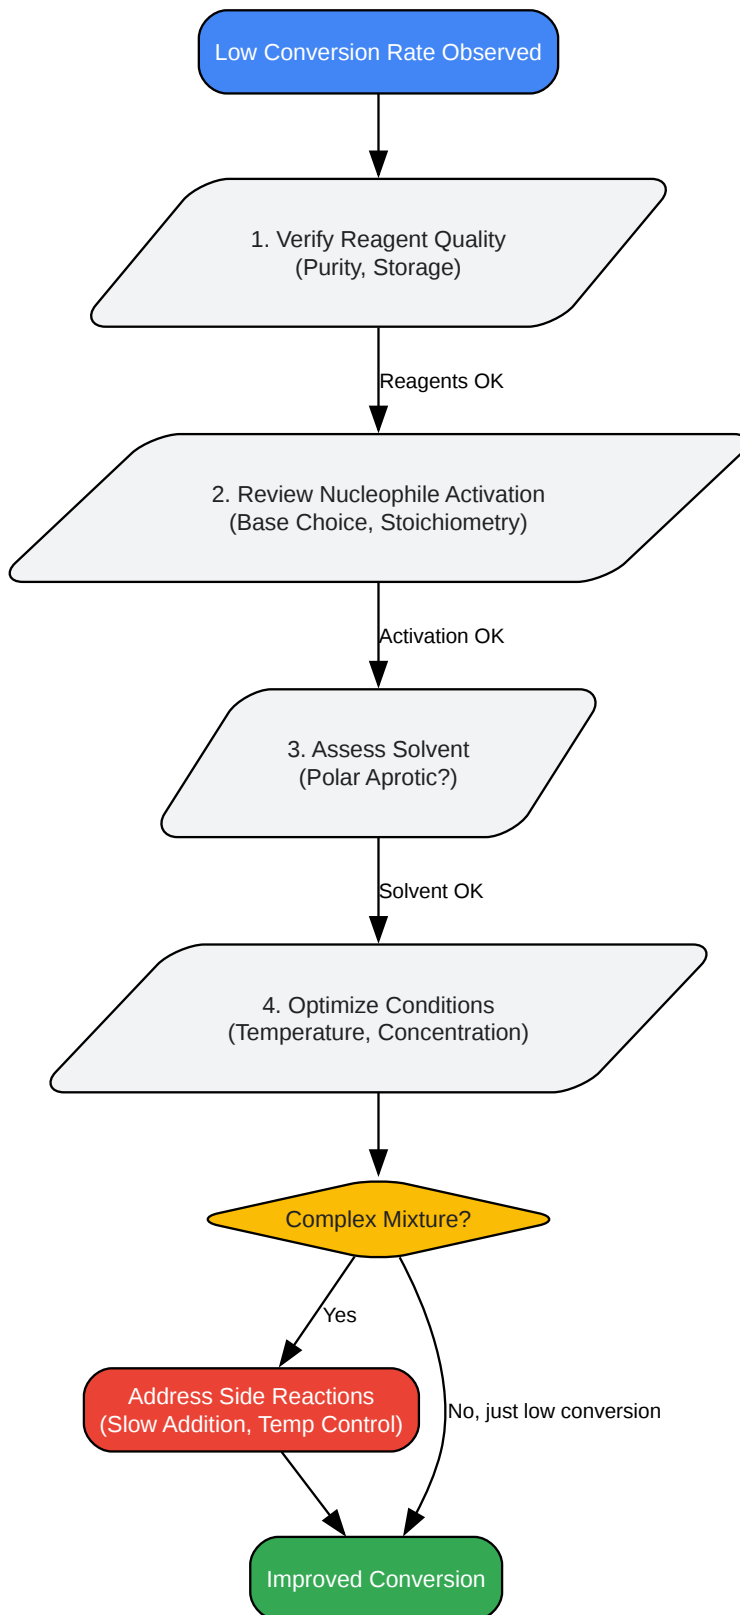 Low Conversion Rate Observed
1. Verify Reagent Quality
(Purity, Storage)
Reagents OK
2. Review Nucleophile Activation
(Base Choice, Stoichiometry)
Activation OK
3. Assess Solvent
(Polar Aprotic?)
Solvent OK
4. Optimize Conditions
(Temperature, Concentration)
Complex Mixture?
Yes
Address Side Reactions
(Slow Addition, Temp Control)
No, just low conversion
Improved Conversion